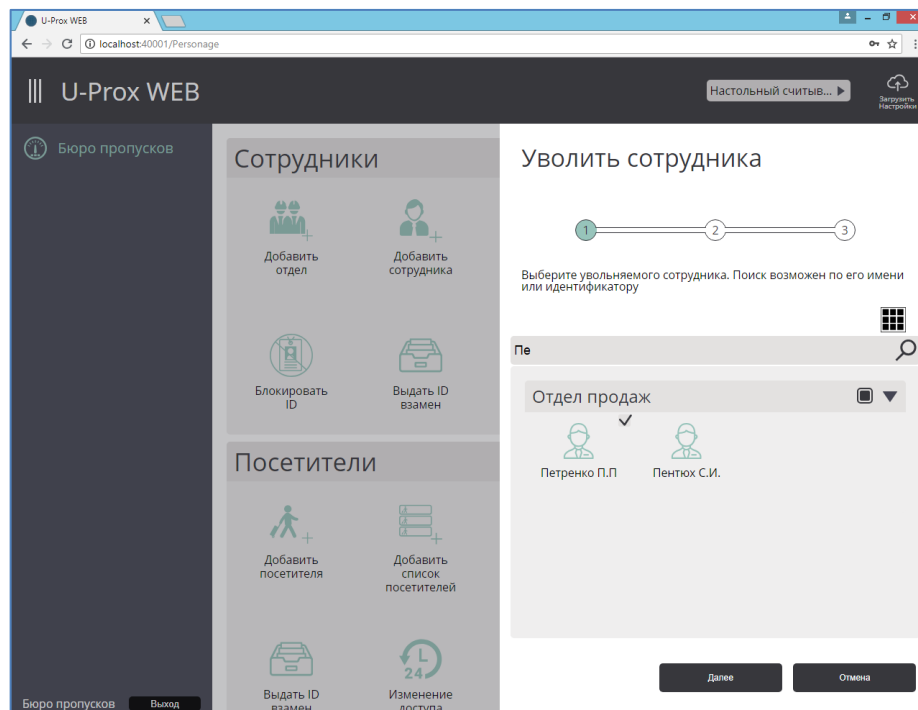 U-Prox WEB
localhost:40001/Personage
U-Prox WEB
Настольный считыв...
Загрузить
Настройки
Бюро пропусков
Сотрудники
Добавить
отдел
Добавить
сотрудника
Блокировать
ID
Выдать ID
взамен
Посетители
Добавить
посетителя
Добавить
список
посетителей
Выдать ID
взамен
24
Изменение
доступа
Бюро пропусков
Выход
Уволить сотрудника
1
2
3
Выберите увольняемого сотрудника. Поиск возможен по его имени
или идентификатору
Пе
Отдел продаж
Петренко П.П
Пентюх С.И.
Далее
Отмена